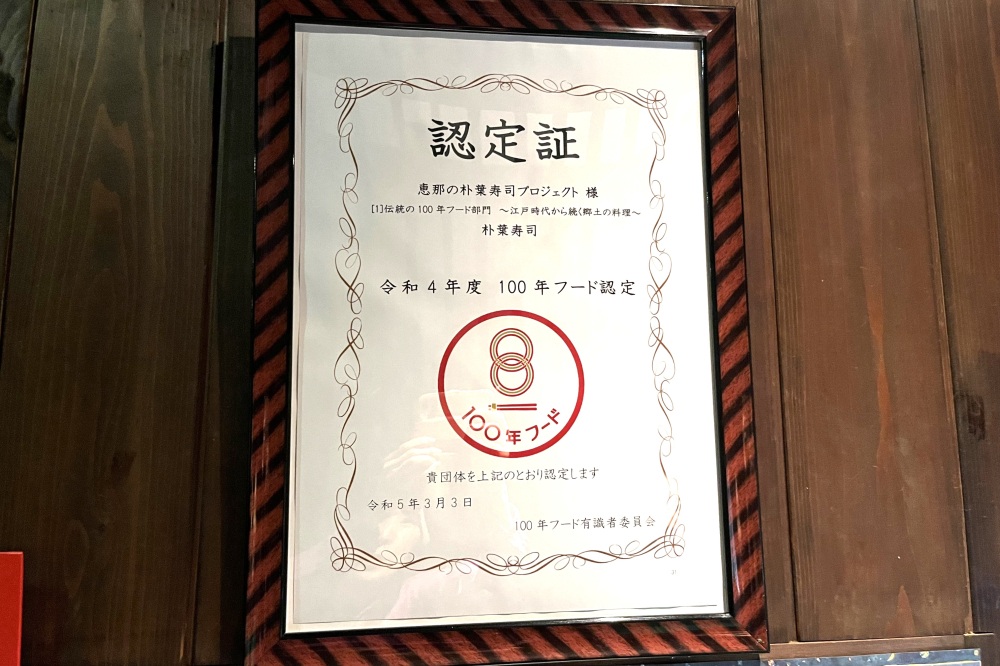 認定証
恵那の朴葉寿司プロジェクト 様
[1]伝統の100年フード部門 ～江戸時代から続く郷土の料理～
朴葉寿司
令和4年度 100年フード認定
100年フード
貴団体を上記のとおり認定します
令和5年3月3日
100年フード有識者委員会